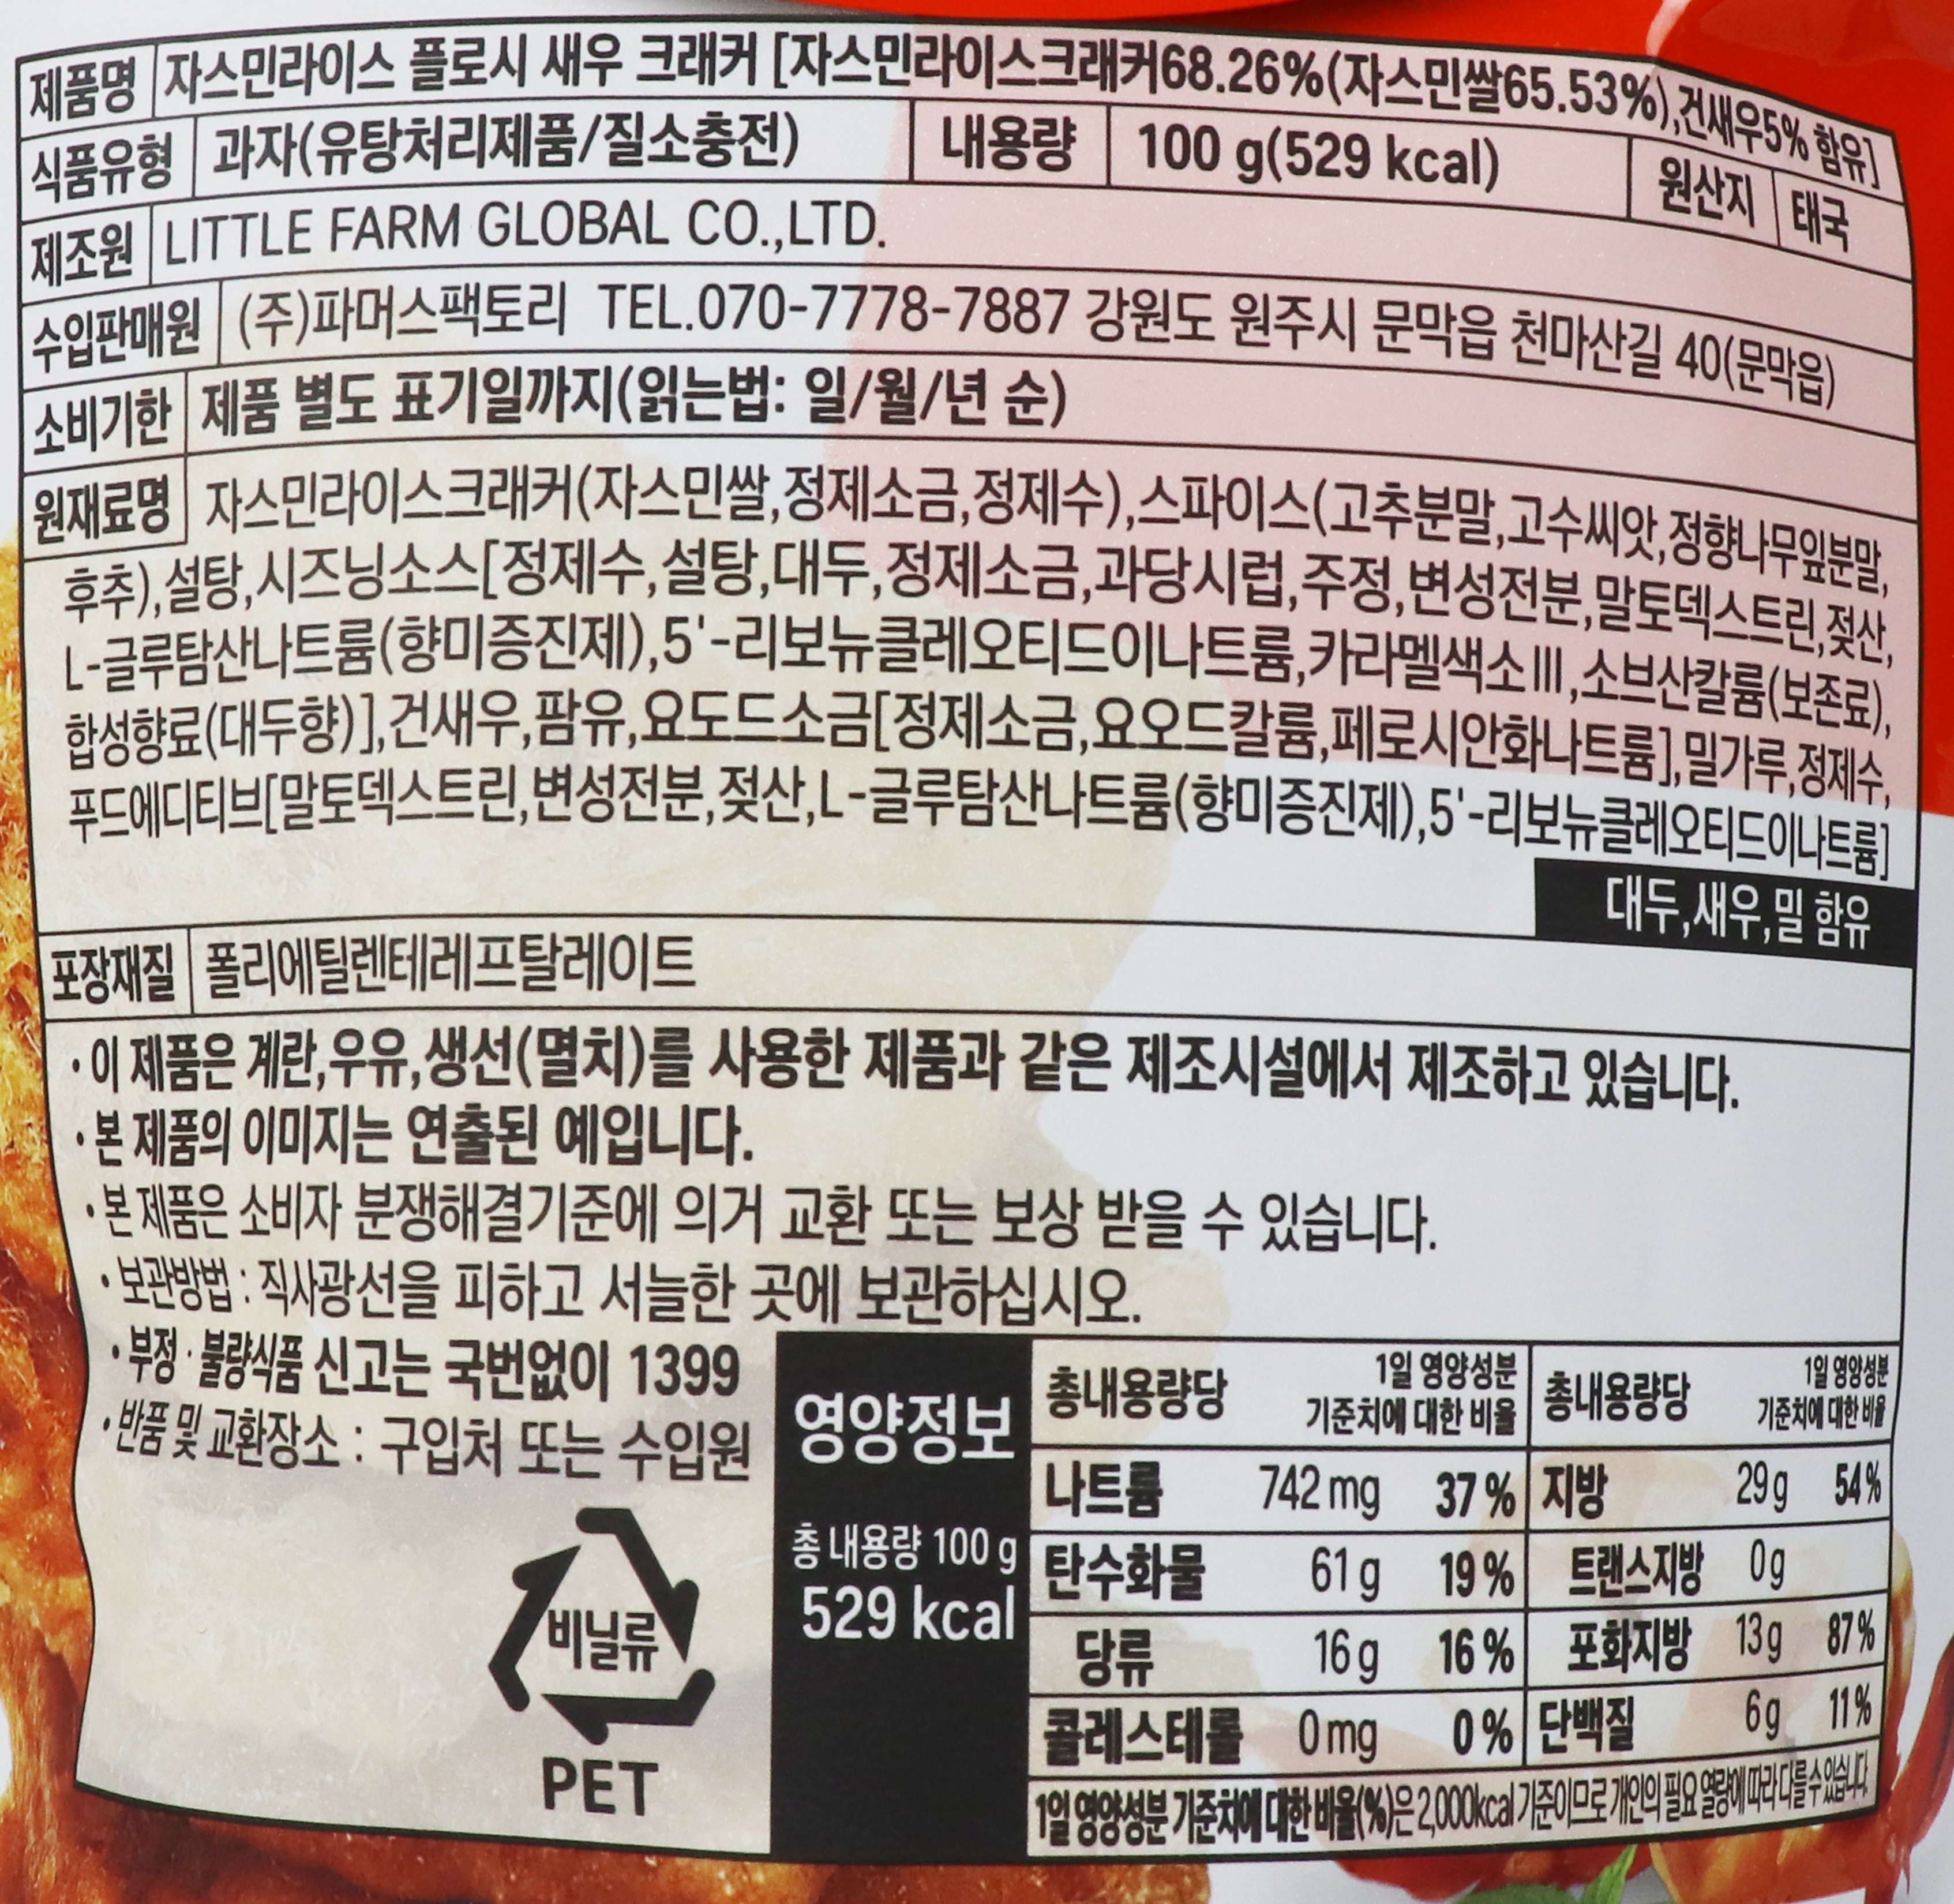 제품명 자스민라이스 플로시 새우 크래커 [자스민라이스크래커68.26%(자스민쌀65.53%),건새우5% 함유]
식품유형 과자(유탕처리제품/질소충전) 내용량 100 g(529 kcal) 원산지 태국
제조원 LITTLE FARM GLOBAL CO.,LTD.
수입판매원 (주)파머스팩토리 TEL.070-7778-7887 강원도 원주시 문막읍 천마산길 40(문막읍)
소비기한 제품 별도 표기일까지(읽는법: 일/월/년 순)
원재료명 자스민라이스크래커(자스민쌀,정제소금,정제수),스파이스(고추분말,고수씨앗,정향나무잎분말,
후추),설탕,시즈닝소스[정제수,설탕,대두,정제소금,과당시럽,주정,변성전분,말토덱스트린,젖산,
L-글루탐산나트륨(향미증진제),5'-리보뉴클레오티드이나트륨,카라멜색소III,소브산칼륨(보존료),
합성향료(대두향)],건새우,팜유,요도드소금[정제소금,요오드칼륨,페로시안화나트륨],밀가루,정제수,
푸드에디티브[말토덱스트린,변성전분,젖산,L-글루탐산나트륨(향미증진제),5'-리보뉴클레오티드이나트륨]
대두,새우,밀 함유
포장재질 폴리에틸렌테레프탈레이트
·이 제품은 계란,우유,생선(멸치)를 사용한 제품과 같은 제조시설에서 제조하고 있습니다.
·본 제품의 이미지는 연출된 예입니다.
·본 제품은 소비자 분쟁해결기준에 의거 교환 또는 보상 받을 수 있습니다.
·보관방법 : 직사광선을 피하고 서늘한 곳에 보관하십시오.
·부정·불량식품 신고는 국번없이 1399
·반품 및 교환장소 : 구입처 또는 수입원
비닐류
PET
영양정보
총 내용량 100 g
529 kcal
총내용량당 1일 영양성분 기준치에 대한 비율 총내용량당 1일 영양성분 기준치에 대한 비율
나트륨 742 mg 37 % 지방 29 g 54 %
탄수화물 61 g 19 % 트랜스지방 0 g
당류 16 g 16 % 포화지방 13 g 87 %
콜레스테롤 0 mg 0 % 단백질 6 g 11 %
1일 영양성분 기준치에 대한 비율(%)은 2,000kcal 기준이므로 개인의 필요 열량에 따라 다를 수 있습니다.